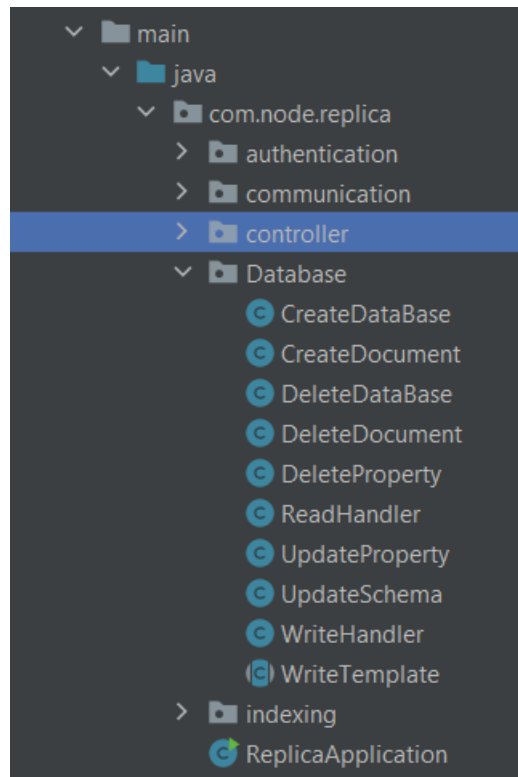 main
java
com.node.replica
authentication
communication
controller
Database
CreateDataBase
CreateDocument
DeleteDataBase
DeleteDocument
DeleteProperty
ReadHandler
UpdateProperty
UpdateSchema
WriteHandler
WriteTemplate
indexing
ReplicaApplication